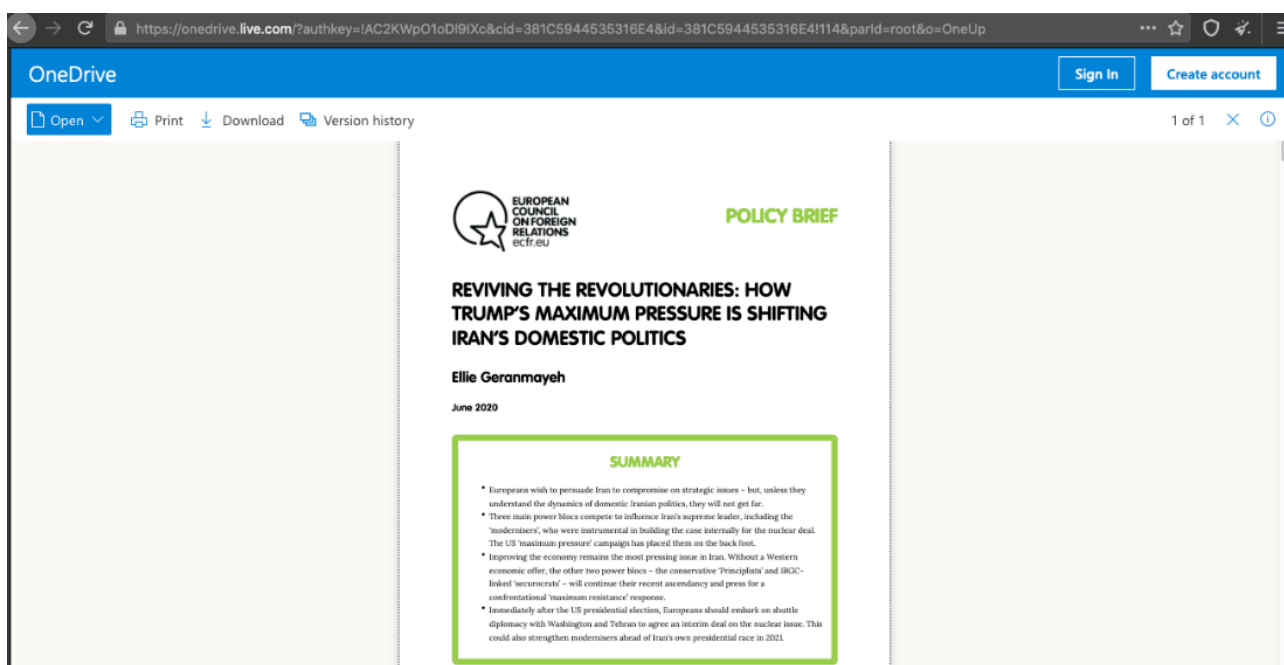 https://onedrive.live.com/?authkey=!AC2KWpO1oDl9IXc&cid=381C5944535316E4&id=381C5944535316E4!114&parId=root&o=OneUp
OneDrive
Sign In
Create account
Open
Print
Download
Version history
1 of 1
EUROPEAN
COUNCIL
ON FOREIGN
RELATIONS
ecfr.eu
POLICY BRIEF
REVIVING THE REVOLUTIONARIES: HOW
TRUMP'S MAXIMUM PRESSURE IS SHIFTING
IRAN'S DOMESTIC POLITICS
Ellie Geranmayeh
June 2020
SUMMARY
• Europeans wish to persuade Iran to compromise on strategic issues – but, unless they
understand the dynamics of domestic Iranian politics, they will not get far.
• Three main power blocs compete to influence Iran's supreme leader, including the
'modernisers', who were instrumental in building the case internally for the nuclear deal.
The US 'maximum pressure' campaign has placed them on the back foot.
• Improving the economy remains the most pressing issue in Iran. Without a Western
economic offer, the other two power blocs – the conservative 'Principlists' and IRGC-
linked 'securocrats' – will continue their recent ascendancy and press for a
confrontational 'maximum resistance' response.
• Immediately after the US presidential election, Europeans should embark on shuttle
diplomacy with Washington and Tehran to agree an interim deal on the nuclear issue. This
could also strengthen modernisers ahead of Iran's own presidential race in 2021.